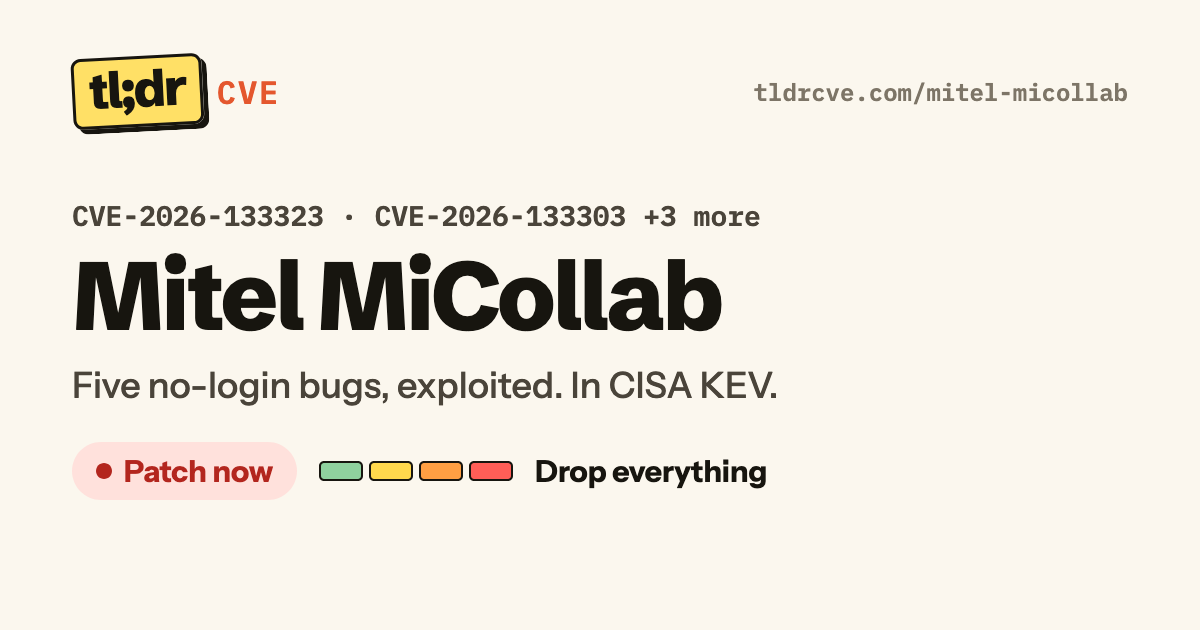 tl;dr CVE
tldrcve.com/mitel-micollab
CVE-2026-133323 · CVE-2026-133303 +3 more
Mitel MiCollab
Five no-login bugs, exploited. In CISA KEV.
Patch now
Drop everything